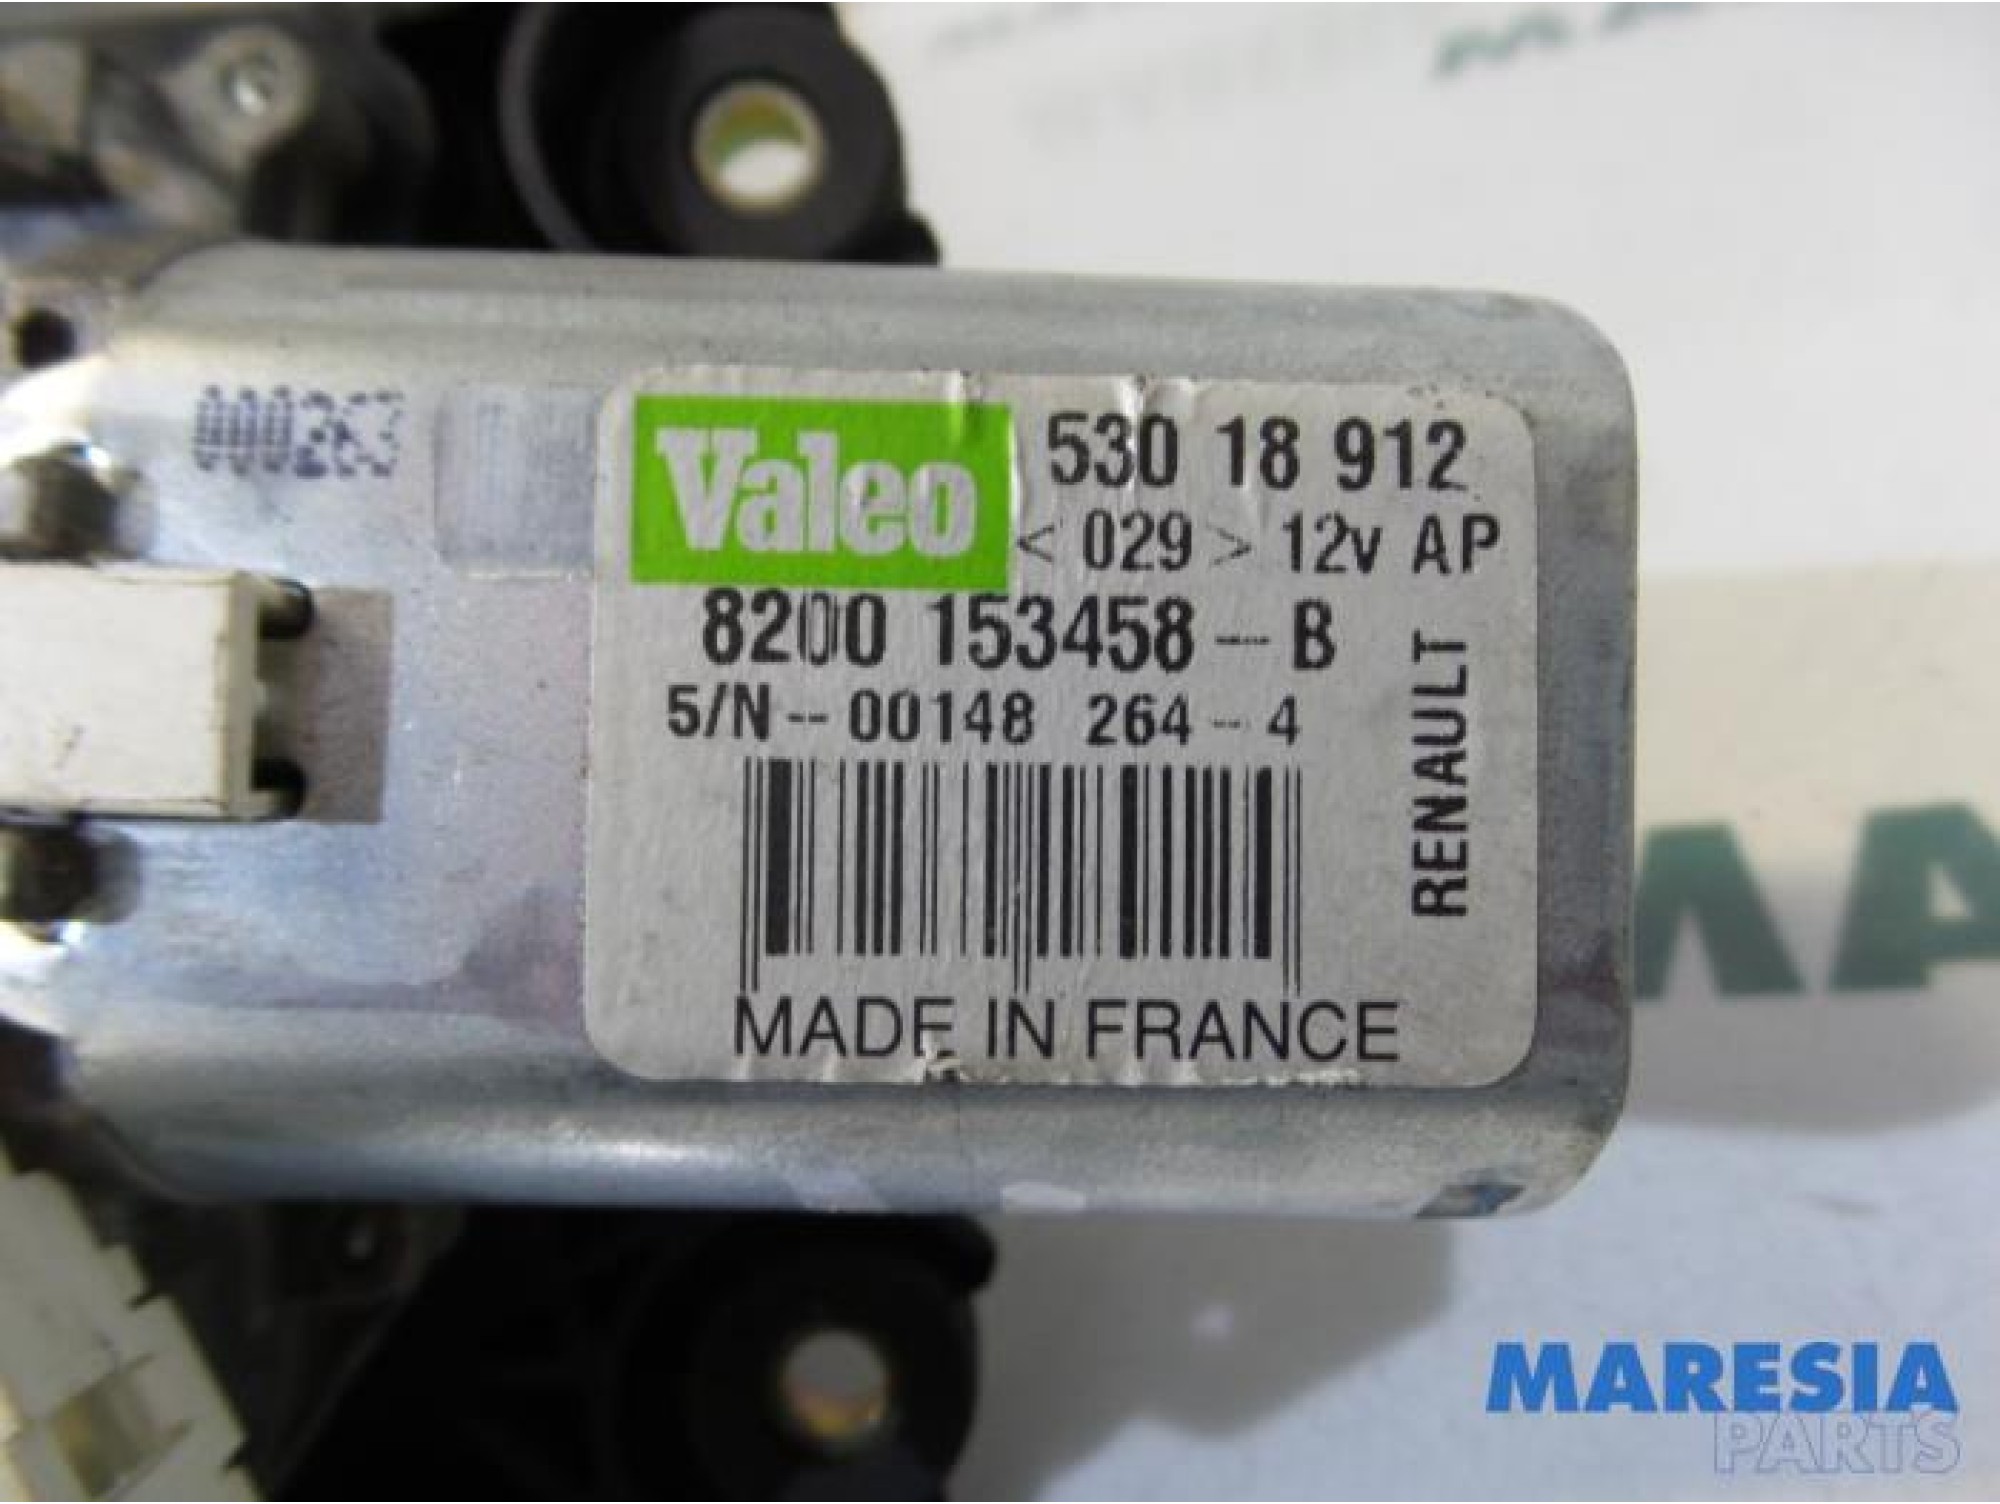 000263
Valeo
530 18 912
< 029 > 12v AP
8200 153458-B
S/N--00148 264-4
RENAULT
MADE IN FRANCE
MARESIA
PARTS